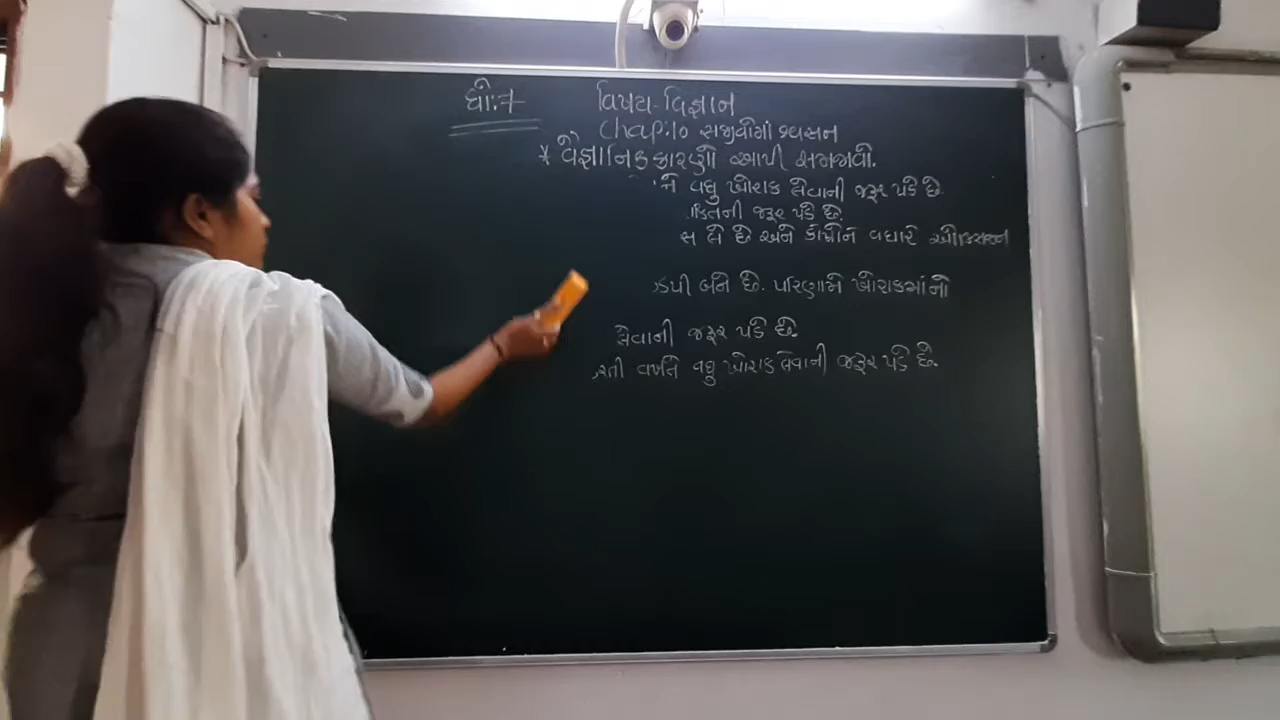 ધો:-7
વિષય-વિજ્ઞાન
chap:10 સજીવોમાં શ્વસન
* વૈજ્ઞાનિક કારણો આપી સમજાવો.
વધુ ખોરાક લેવાની જરૂર પડે છે.
જરૂર પડે છે.
લે છે અને કોષોને વધારે ઓક્સિજન
બને છે. પરિણામે ખોરાકમાંનો
લેવાની જરૂર પડે છે.
વખતે વધુ ખોરાક લેવાની જરૂર પડે છે.